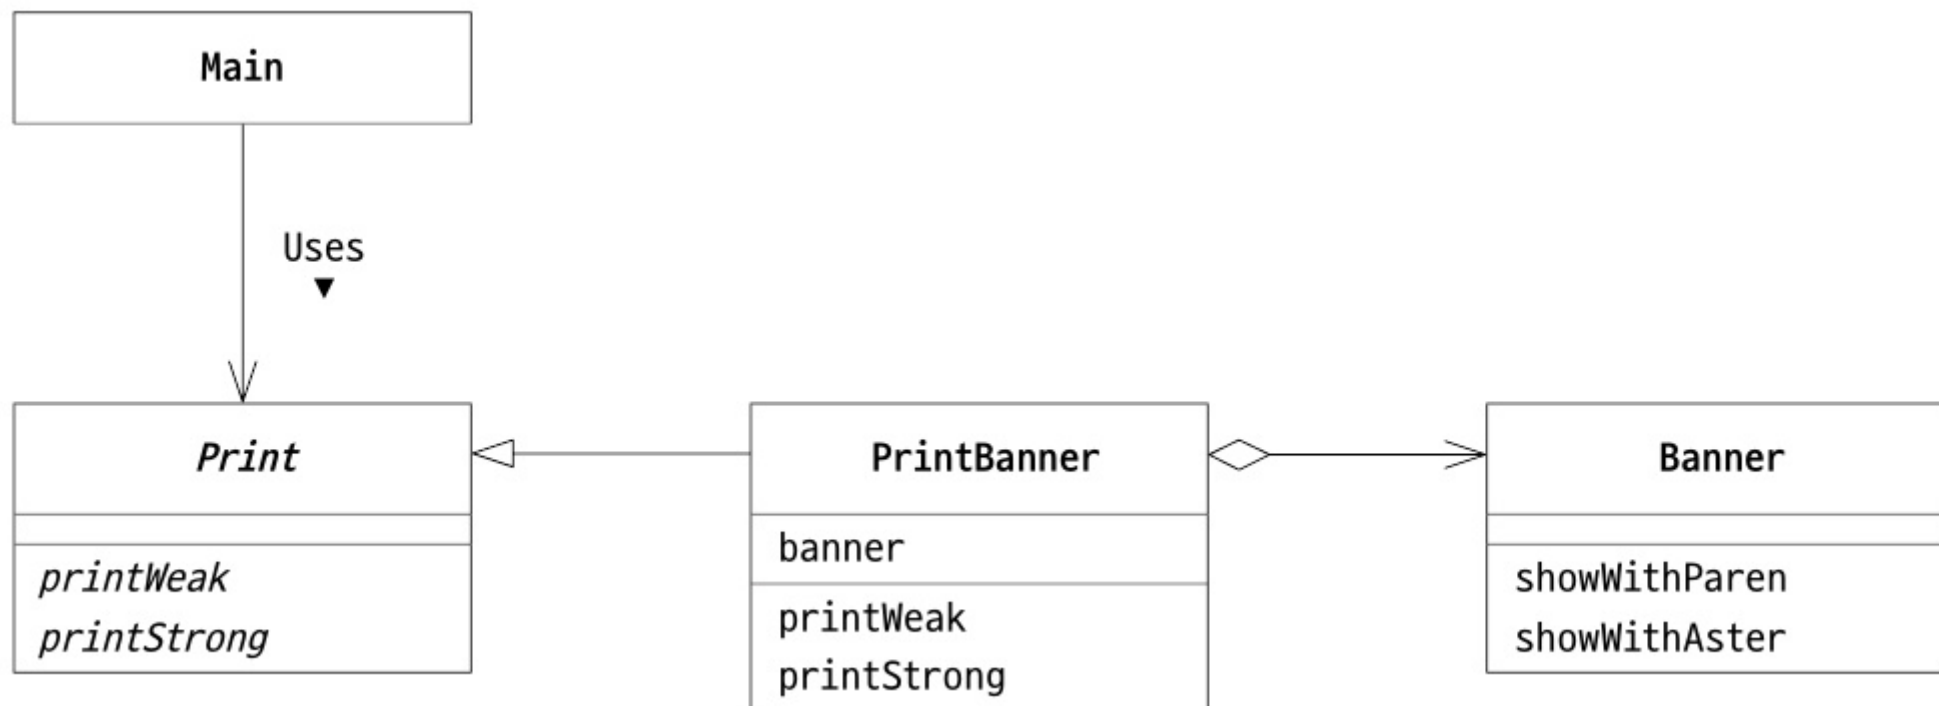 Main
Uses
▼
Print
printWeak
printStrong
PrintBanner
banner
printWeak
printStrong
Banner
showWithParen
showWithAster